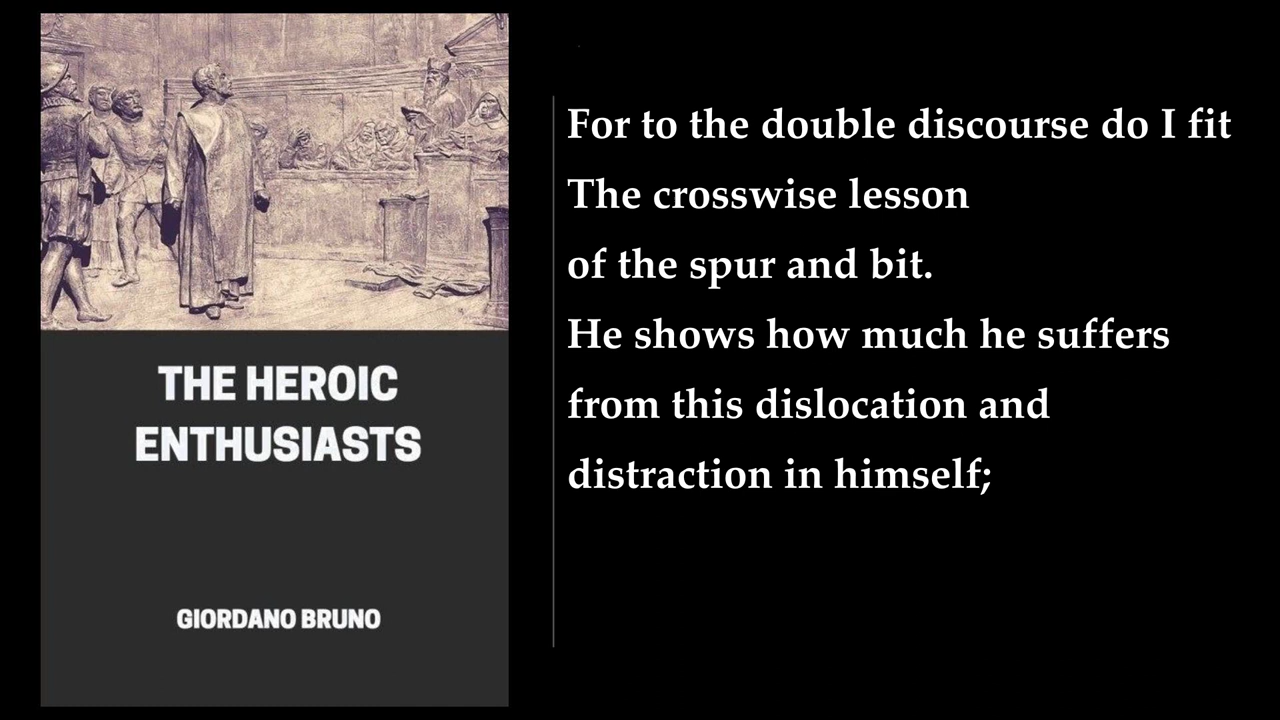 THE HEROIC
ENTHUSIASTS
GIORDANO BRUNO
For to the double discourse do I fit
The crosswise lesson
of the spur and bit.
He shows how much he suffers
from this dislocation and
distraction in himself;